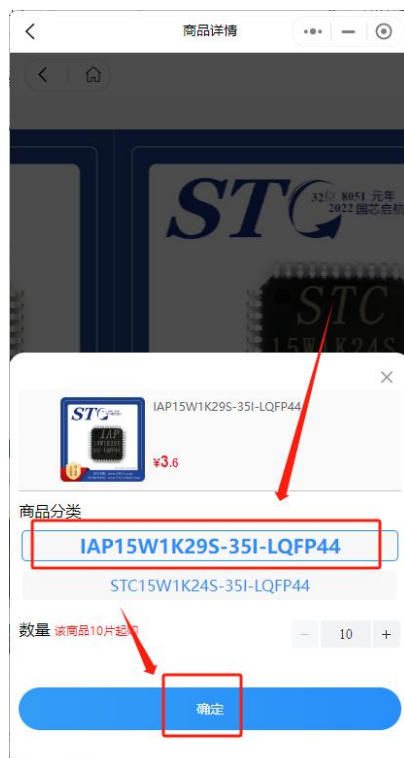 商品详情
STC
32位 8051 元年
2022 国芯启航
STC
15W1K24S
IAP15W1K29S-35I-LQFP44
STC
IAP
¥3.6
商品分类
IAP15W1K29S-35I-LQFP44
STC15W1K24S-35I-LQFP44
数量 该商品10片起
10
确定